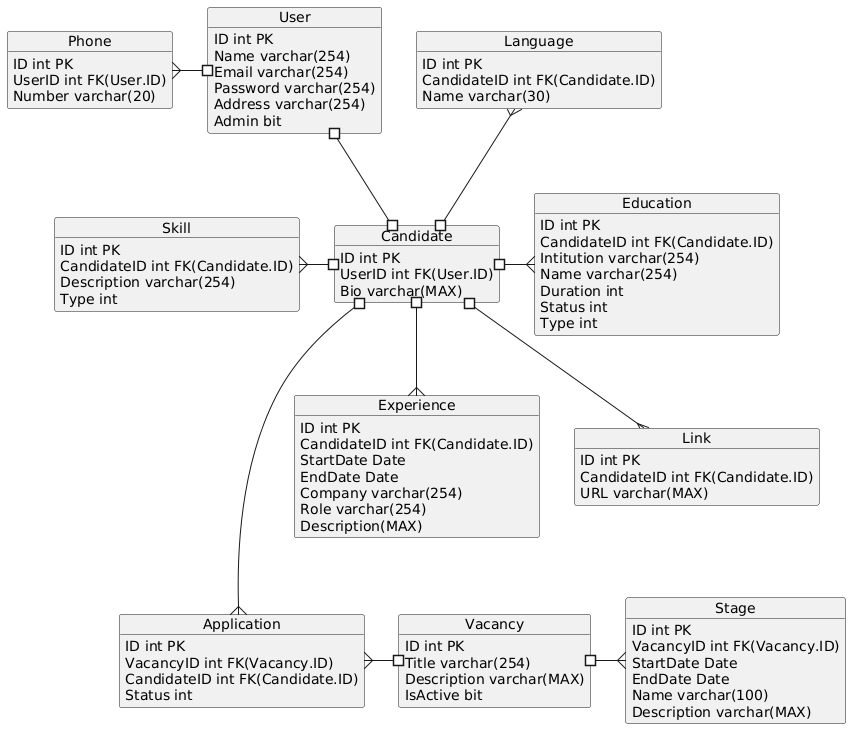 User
ID int PK
Name varchar(254)
Email varchar(254)
Password varchar(254)
Address varchar(254)
Admin bit
Phone
ID int PK
UserID int FK(User.ID)
Number varchar(20)
Language
ID int PK
CandidateID int FK(Candidate.ID)
Name varchar(30)
Skill
ID int PK
CandidateID int FK(Candidate.ID)
Description varchar(254)
Type int
Candidate
ID int PK
UserID int FK(User.ID)
Bio varchar(MAX)
Education
ID int PK
CandidateID int FK(Candidate.ID)
Intitution varchar(254)
Name varchar(254)
Duration int
Status int
Type int
Experience
ID int PK
CandidateID int FK(Candidate.ID)
StartDate Date
EndDate Date
Company varchar(254)
Role varchar(254)
Description(MAX)
Link
ID int PK
CandidateID int FK(Candidate.ID)
URL varchar(MAX)
Application
ID int PK
VacancyID int FK(Vacancy.ID)
CandidateID int FK(Candidate.ID)
Status int
Vacancy
ID int PK
Title varchar(254)
Description varchar(MAX)
IsActive bit
Stage
ID int PK
VacancyID int FK(Vacancy.ID)
StartDate Date
EndDate Date
Name varchar(100)
Description varchar(MAX)